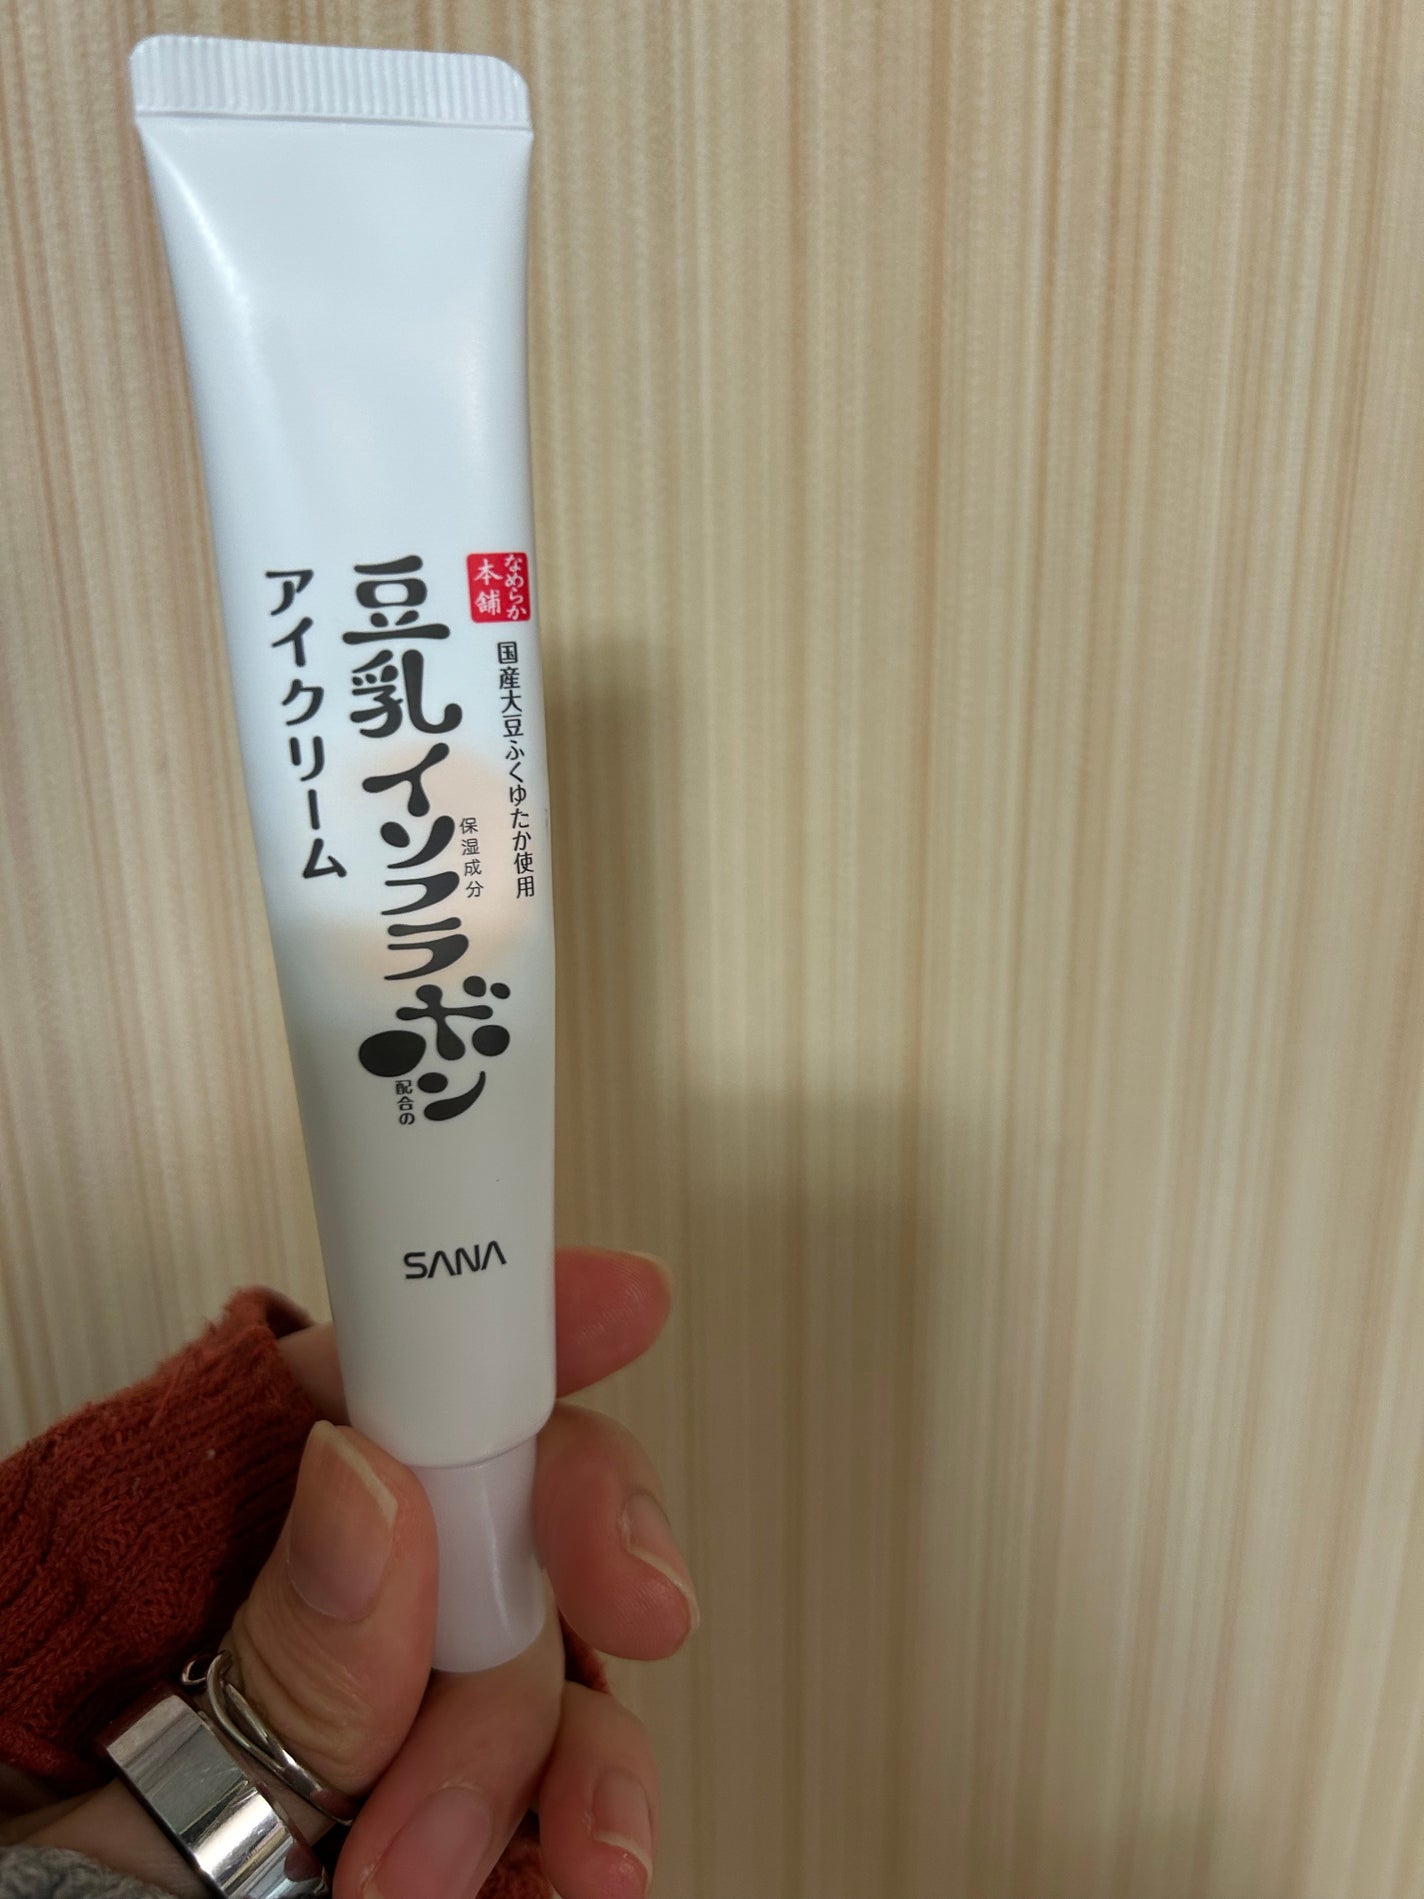 なめらか
本舗
国産大豆ふくゆたか使用
豆乳イソフラボン
保湿成分
配合の
アイクリーム
SANA